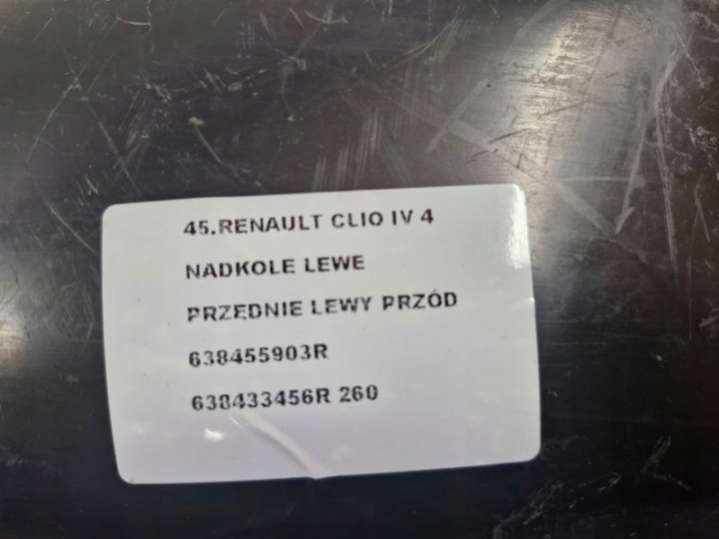 45.RENAULT CLIO IV 4
NADKOLE LEWE
PRZEDNIE LEWY PRZÓD
638455903R
638433456R 260